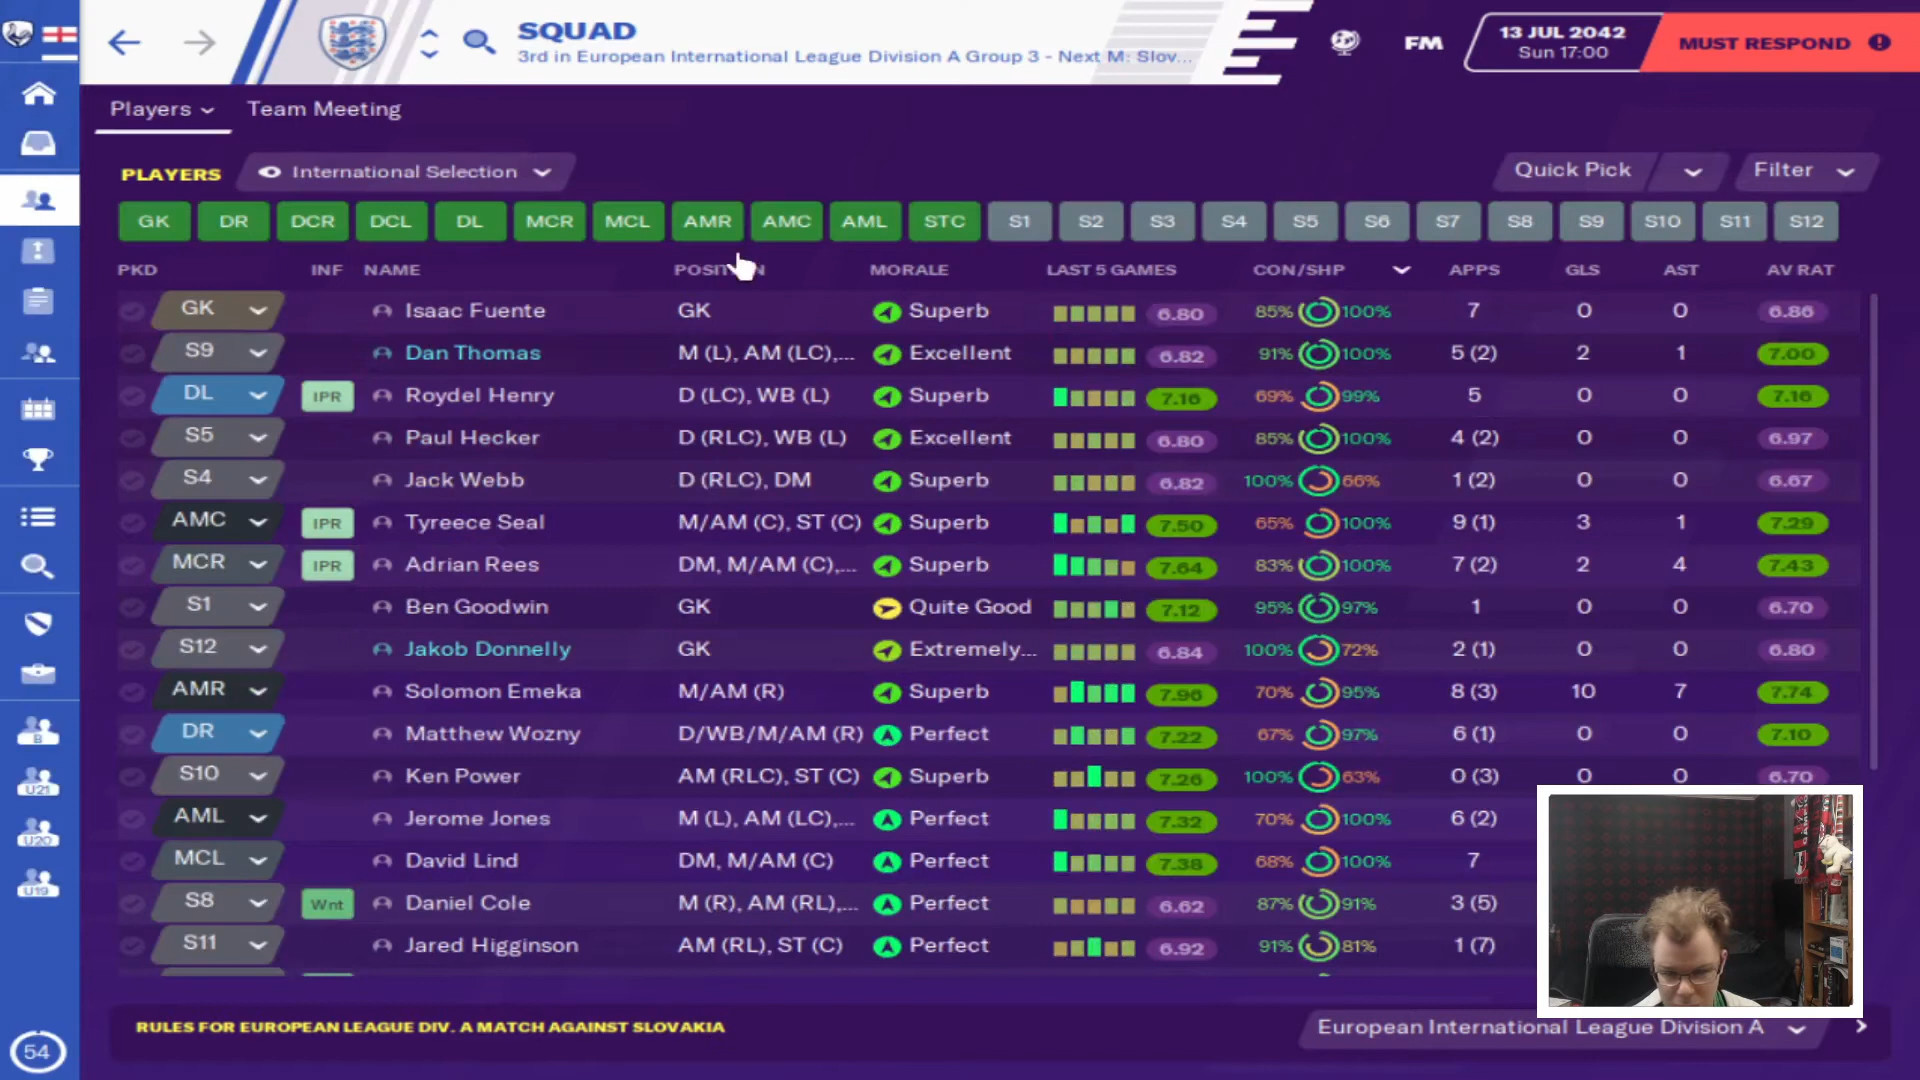 SQUAD
3rd in European International League Division A Group 3 - Next M: Slov...
FM
13 JUL 2042
Sun 17:00
MUST RESPOND
Players
Team Meeting
PLAYERS
International Selection
Quick Pick
Filter
GK DR DCR DCL DL MCR MCL AMR AMC AML STC S1 S2 S3 S4 S5 S6 S7 S8 S9 S10 S11 S12
PKD INF NAME MORALE LAST 5 GAMES CON/SHP APPS GLS AST AV RAT
GK Isaac Fuente GK Superb 6.80 85% 100% 7 0 0 6.86
S9 Dan Thomas M (L), AM (LC),... Excellent 6.82 91% 100% 5 (2) 2 1 7.00
DL IPR Roydel Henry D (LC), WB (L) Superb 7.16 69% 99% 5 0 0 7.16
S5 Paul Hecker D (RLC), WB (L) Excellent 6.80 85% 100% 4 (2) 0 0 6.97
S4 Jack Webb D (RLC), DM Superb 6.82 100% 66% 1 (2) 0 0 6.67
AMC IPR Tyreece Seal M/AM (C), ST (C) Superb 7.50 65% 100% 9 (1) 3 1 7.29
MCR IPR Adrian Rees DM, M/AM (C),... Superb 7.64 83% 100% 7 (2) 2 4 7.43
S1 Ben Goodwin GK Quite Good 7.12 95% 97% 1 0 0 6.70
S12 Jakob Donnelly GK Extremely... 6.84 100% 72% 2 (1) 0 0 6.80
AMR Solomon Emeka M/AM (R) Superb 7.96 70% 95% 8 (3) 10 7 7.74
DR Matthew Wozny D/WB/M/AM (R) Perfect 7.22 67% 97% 6 (1) 0 0 7.10
S10 Ken Power AM (RLC), ST (C) Superb 7.26 100% 63% 0 (3) 0 0 6.70
AML Jerome Jones M (L), AM (LC),... Perfect 7.32 70% 100% 6 (2)
MCL David Lind DM, M/AM (C) Perfect 7.38 68% 100% 7
S8 Wnt Daniel Cole M (R), AM (RL),... Perfect 6.62 87% 91% 3 (5)
S11 Jared Higginson AM (RL), ST (C) Perfect 6.92 91% 81% 1 (7)
RULES FOR EUROPEAN LEAGUE DIV. A MATCH AGAINST SLOVAKIA
European International League Division A
B
U21
U20
U19
54